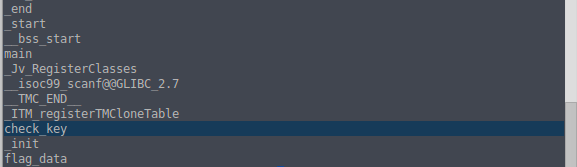 _end
_start
__bss_start
main
_Jv_RegisterClasses
__isoc99_scanf@@GLIBC_2.7
__TMC_END__
_ITM_registerTMCloneTable
check_key
_init
flag_data